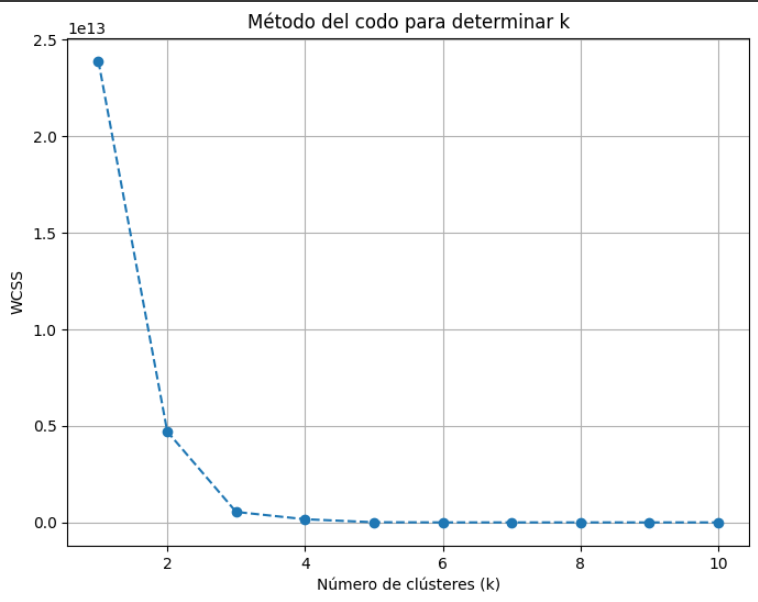 Método del codo para determinar k
1e13
2.5
2.0
1.5
1.0
0.5
0.0
WCSS
2 4 6 8 10
Número de clústeres (k)